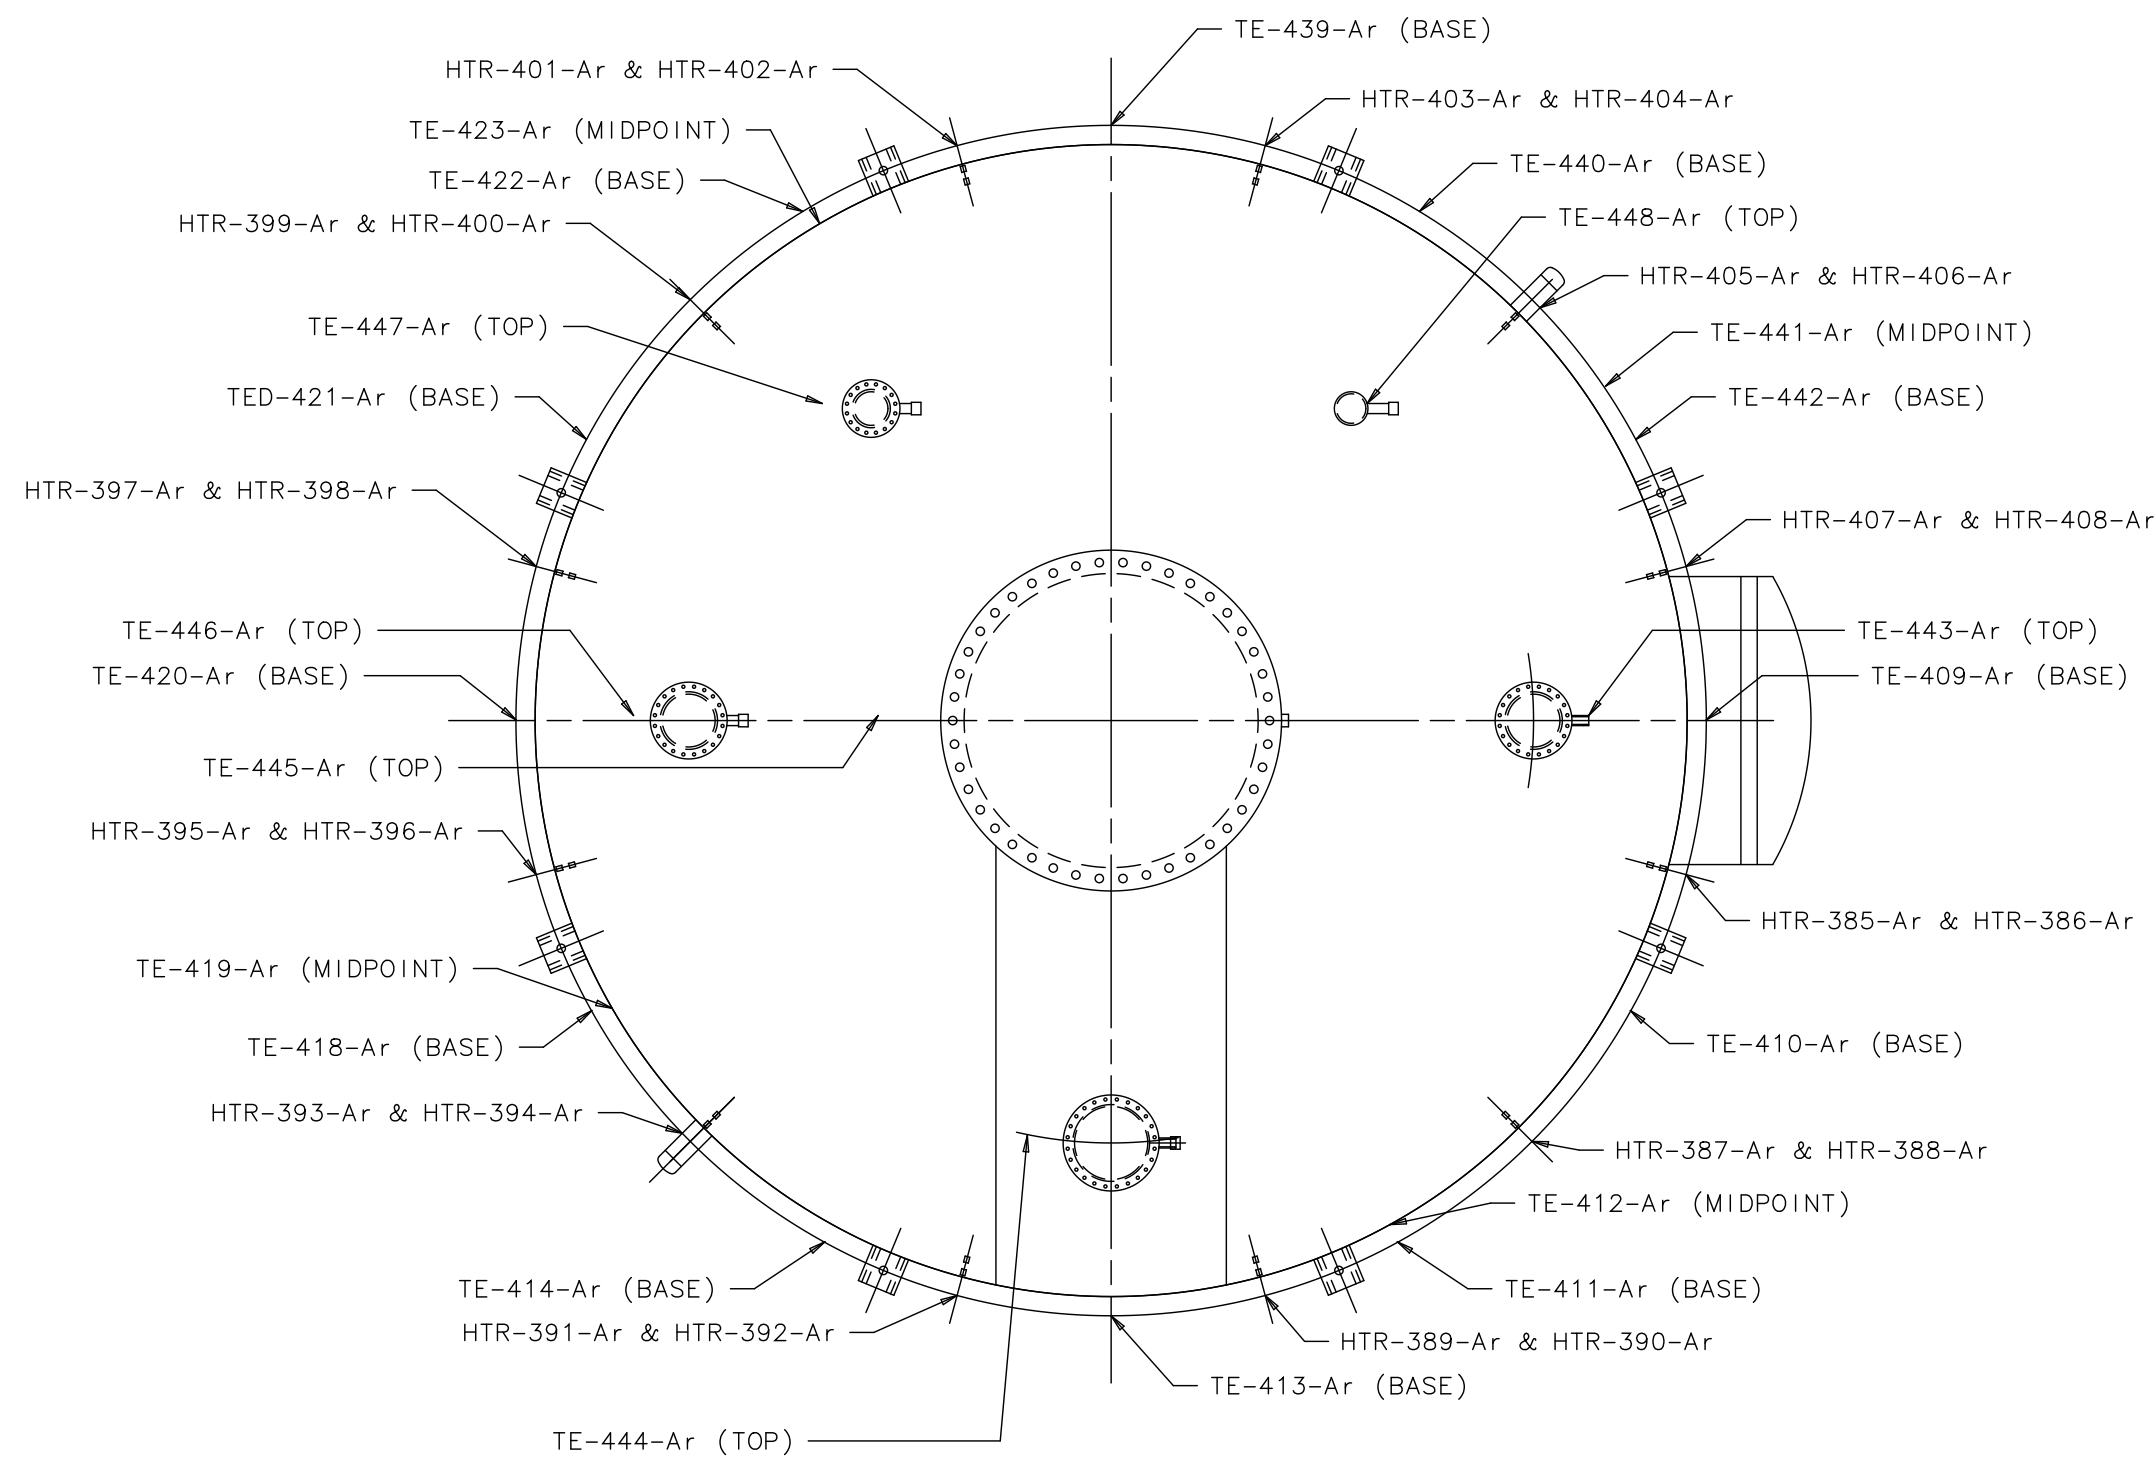 TE-439-Ar (BASE)
HTR-401-Ar & HTR-402-Ar
HTR-403-Ar & HTR-404-Ar
TE-423-Ar (MIDPOINT)
TE-440-Ar (BASE)
TE-422-Ar (BASE)
TE-448-Ar (TOP)
HTR-399-Ar & HTR-400-Ar
HTR-405-Ar & HTR-406-Ar
TE-447-Ar (TOP)
TE-441-Ar (MIDPOINT)
TED-421-Ar (BASE)
TE-442-Ar (BASE)
HTR-397-Ar & HTR-398-Ar
HTR-407-Ar & HTR-408-Ar
TE-446-Ar (TOP)
TE-443-Ar (TOP)
TE-420-Ar (BASE)
TE-409-Ar (BASE)
TE-445-Ar (TOP)
HTR-395-Ar & HTR-396-Ar
HTR-385-Ar & HTR-386-Ar
TE-419-Ar (MIDPOINT)
TE-410-Ar (BASE)
TE-418-Ar (BASE)
HTR-393-Ar & HTR-394-Ar
HTR-387-Ar & HTR-388-Ar
TE-412-Ar (MIDPOINT)
TE-414-Ar (BASE)
TE-411-Ar (BASE)
HTR-391-Ar & HTR-392-Ar
HTR-389-Ar & HTR-390-Ar
TE-413-Ar (BASE)
TE-444-Ar (TOP)